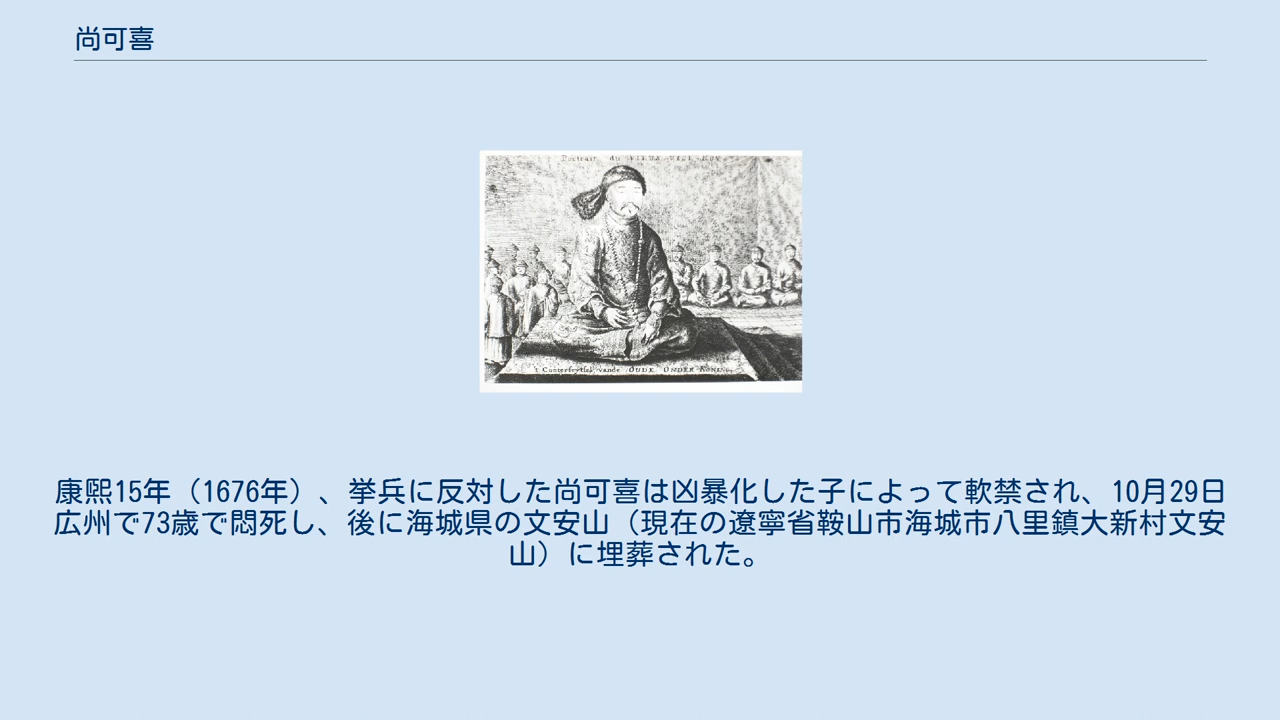 尚可喜
Portrait du VIEUX VICE-ROY
't Conterfeytsel vande OUDE ONDER-KONING
康熙15年（1676年）、挙兵に反対した尚可喜は凶暴化した子によって軟禁され、10月29日
広州で73歳で悶死し、後に海城県の文安山（現在の遼寧省鞍山市海城市八里鎮大新村文安
山）に埋葬された。